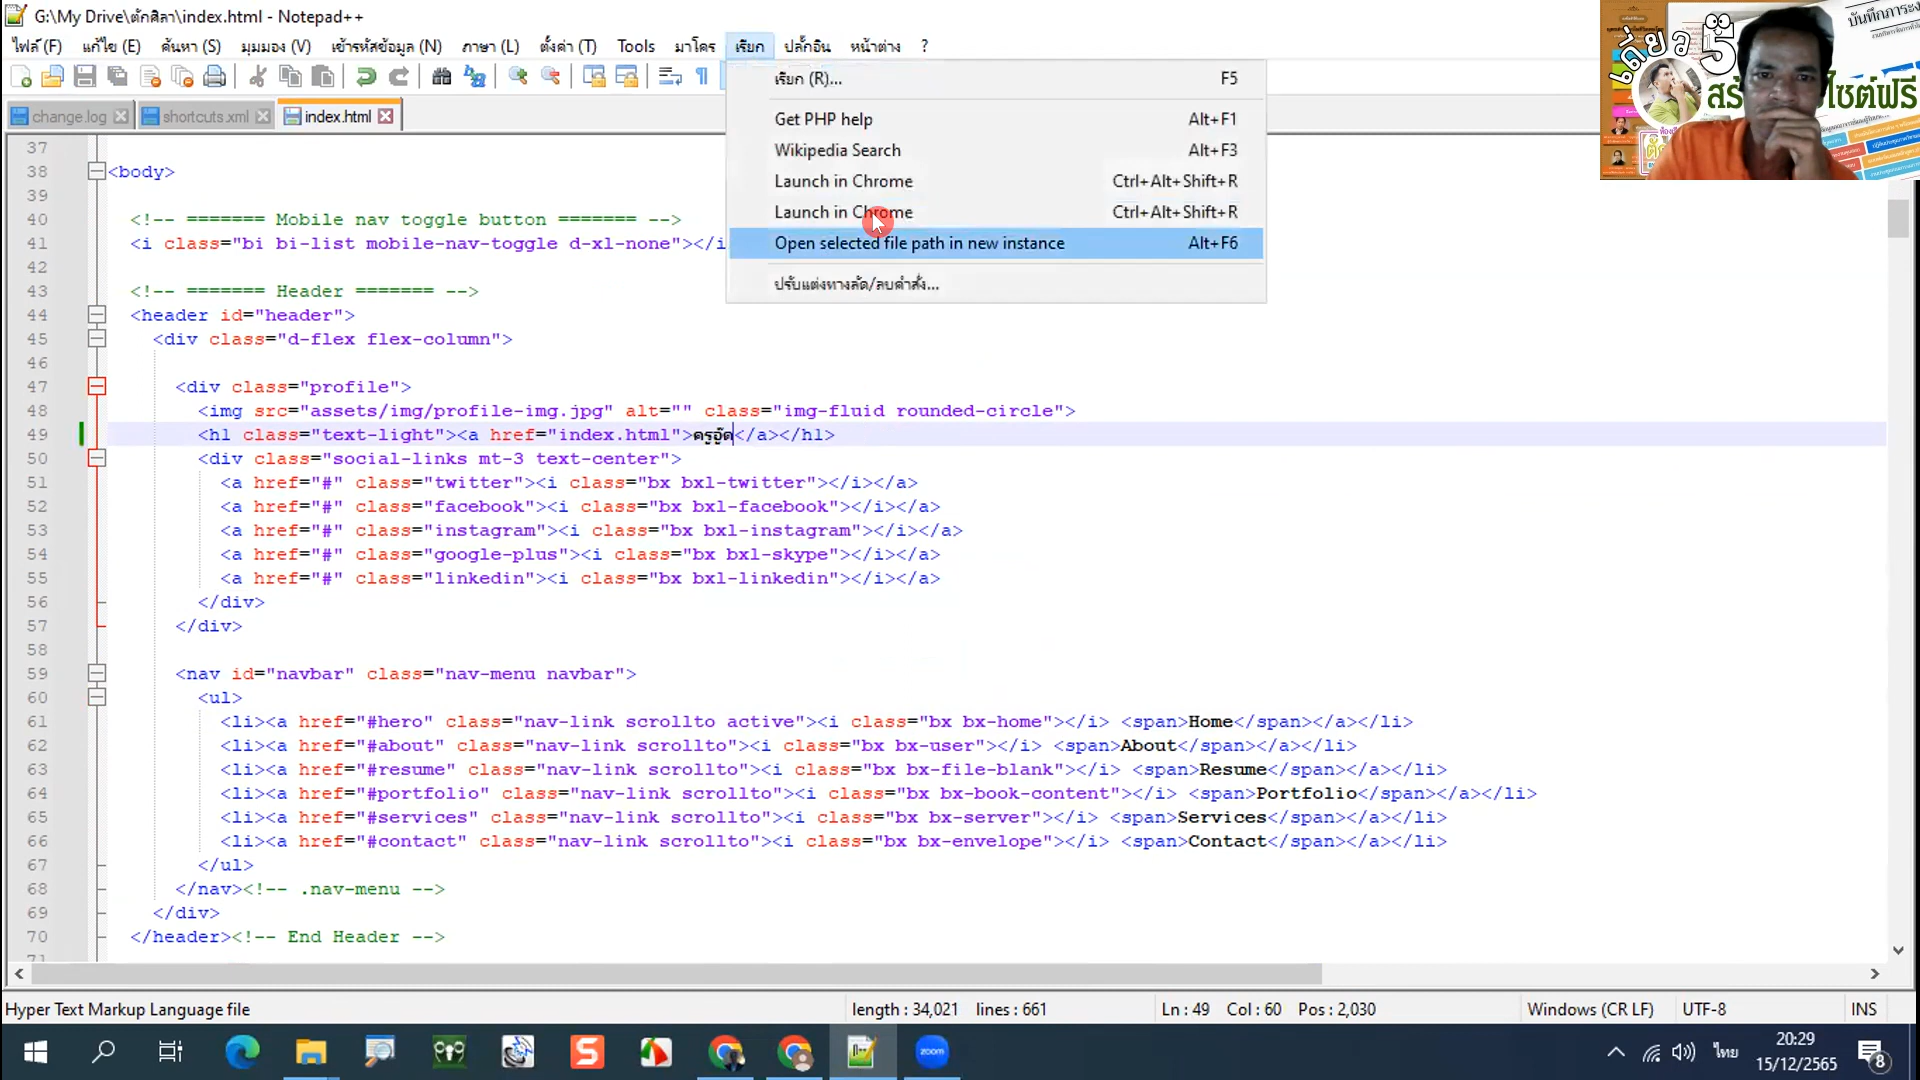 G:\My Drive\ตักศิลา\index.html - Notepad++
ไฟล์ (F) แก้ไข (E) ค้นหา (S) มุมมอง (V) เข้ารหัสข้อมูล (N) ภาษา (L) ตั้งค่า (T) Tools มาโคร เรียก ปลั๊กอิน หน้าต่าง ?
change.log shortcuts.xml index.html
เรียก (R)... F5
Get PHP help Alt+F1
Wikipedia Search Alt+F3
Launch in Chrome Ctrl+Alt+Shift+R
Launch in Chrome Ctrl+Alt+Shift+R
Open selected file path in new instance Alt+F6
ปรับแต่งทางลัด/ลบคำสั่ง...
37
38 <body>
39
40 <!-- ======= Mobile nav toggle button ======= -->
41 <i class="bi bi-list mobile-nav-toggle d-xl-none"></i
42
43 <!-- ======= Header ======= -->
44 <header id="header">
45 <div class="d-flex flex-column">
46
47 <div class="profile">
48 <img src="assets/img/profile-img.jpg" alt="" class="img-fluid rounded-circle">
49 <h1 class="text-light"><a href="index.html">ครูอู๊ด</a></h1>
50 <div class="social-links mt-3 text-center">
51 <a href="#" class="twitter"><i class="bx bxl-twitter"></i></a>
52 <a href="#" class="facebook"><i class="bx bxl-facebook"></i></a>
53 <a href="#" class="instagram"><i class="bx bxl-instagram"></i></a>
54 <a href="#" class="google-plus"><i class="bx bxl-skype"></i></a>
55 <a href="#" class="linkedin"><i class="bx bxl-linkedin"></i></a>
56 </div>
57 </div>
58
59 <nav id="navbar" class="nav-menu navbar">
60 <ul>
61 <li><a href="#hero" class="nav-link scrollto active"><i class="bx bx-home"></i> <span>Home</span></a></li>
62 <li><a href="#about" class="nav-link scrollto"><i class="bx bx-user"></i> <span>About</span></a></li>
63 <li><a href="#resume" class="nav-link scrollto"><i class="bx bx-file-blank"></i> <span>Resume</span></a></li>
64 <li><a href="#portfolio" class="nav-link scrollto"><i class="bx bx-book-content"></i> <span>Portfolio</span></a></li>
65 <li><a href="#services" class="nav-link scrollto"><i class="bx bx-server"></i> <span>Services</span></a></li>
66 <li><a href="#contact" class="nav-link scrollto"><i class="bx bx-envelope"></i> <span>Contact</span></a></li>
67 </ul>
68 </nav><!-- .nav-menu -->
69 </div>
70 </header><!-- End Header -->
Hyper Text Markup Language file length : 34,021 lines : 661 Ln : 49 Col : 60 Pos : 2,030 Windows (CR LF) UTF-8 INS
zoom
ไทย
20:29
15/12/2565
8
เดี่ยว 5
ไซต์ฟรี